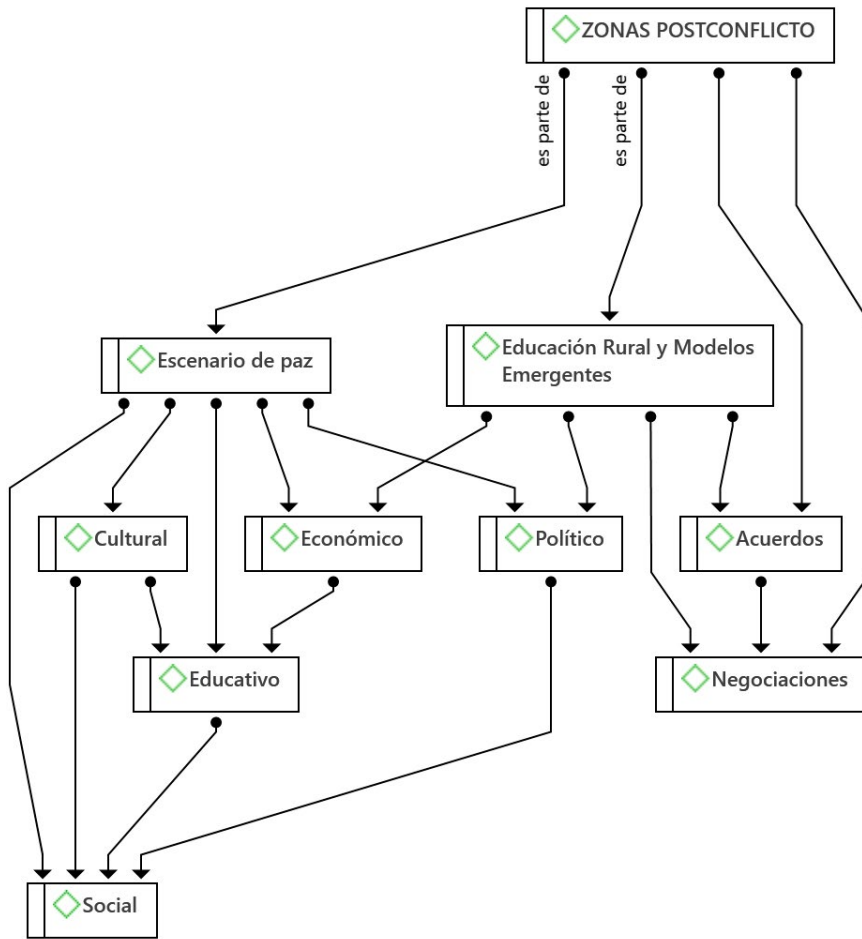 ZONAS POSTCONFLICTO
es parte de
es parte de
Escenario de paz
Educación Rural y Modelos
Emergentes
Cultural
Económico
Político
Acuerdos
Educativo
Negociaciones
Social